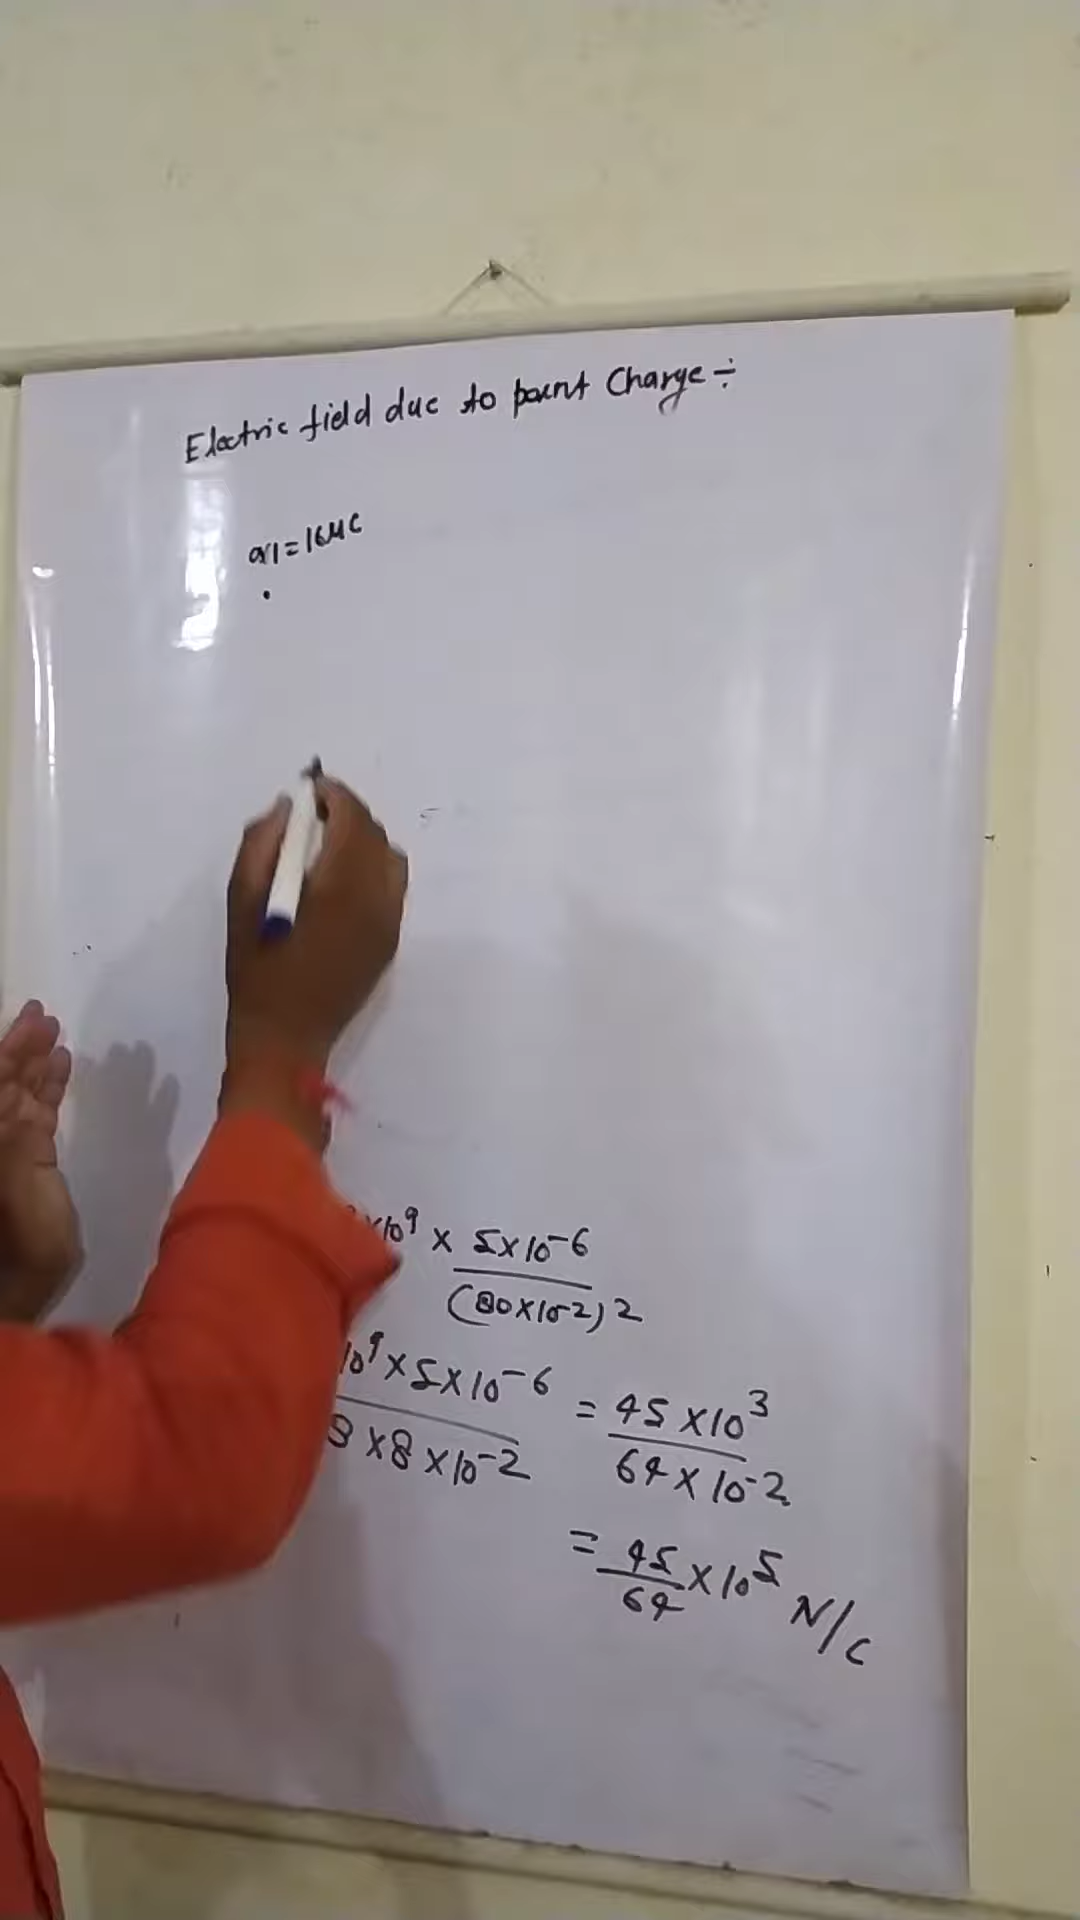 Electric field due to point Charge ÷
q1 = 16μC
×10⁹ × 5×10⁻⁶
(80×10⁻²)²
10⁹ × 5×10⁻⁶ = 45×10³
8×8×10⁻² 64×10⁻²
= 45/64 ×10⁵ N/C